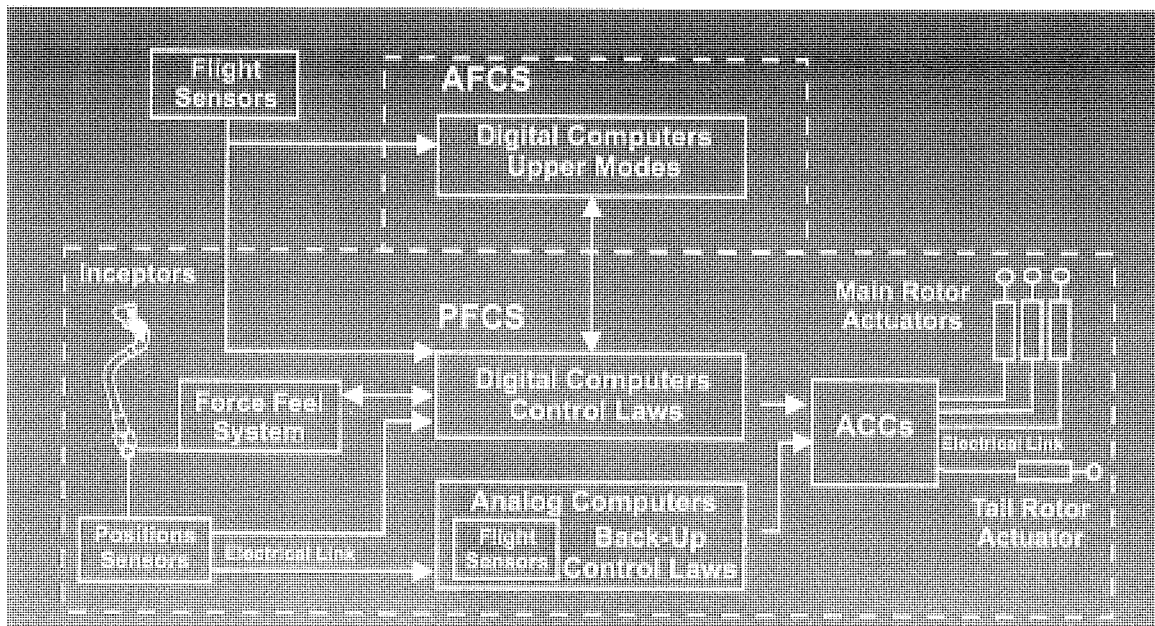 Flight
Sensors
AFCS
Digital Computers
Upper Modes
Inceptors
PFCS
Main Rotor
Actuators
Force Feel
System
Digital Computers
Control Laws
ACCs
Electrical Link
Positions
Sensors
Electrical Link
Analog Computers
Flight
Sensors
Back-Up
Control Laws
Tail Rotor
Actuator